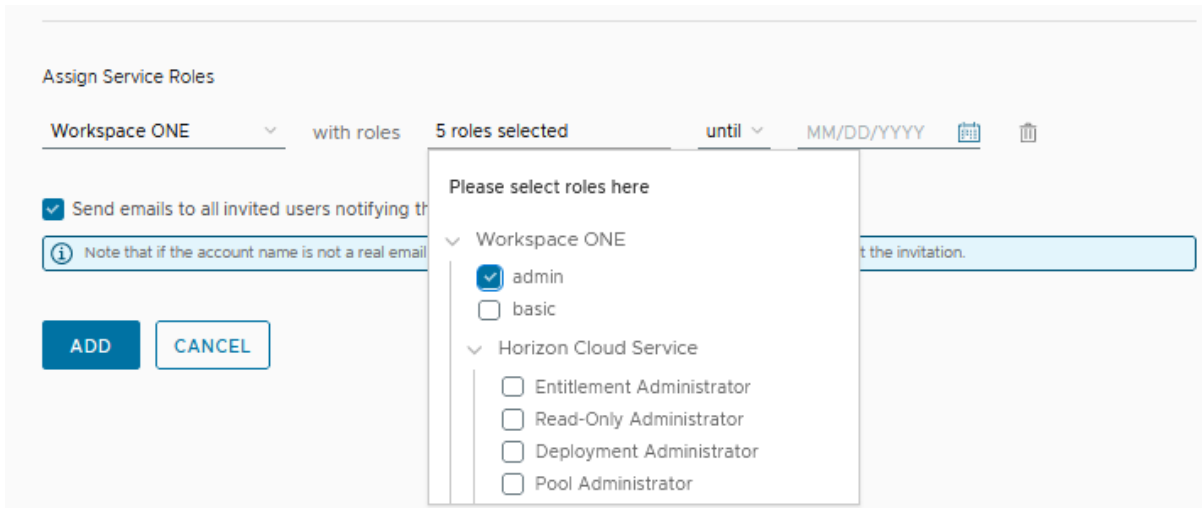 Assign Service Roles
Workspace ONE with roles 5 roles selected until MM/DD/YYYY
Please select roles here
Send emails to all invited users notifying th
Workspace ONE
Note that if the account name is not a real email t the invitation.
admin
basic
ADD CANCEL
Horizon Cloud Service
Entitlement Administrator
Read-Only Administrator
Deployment Administrator
Pool Administrator